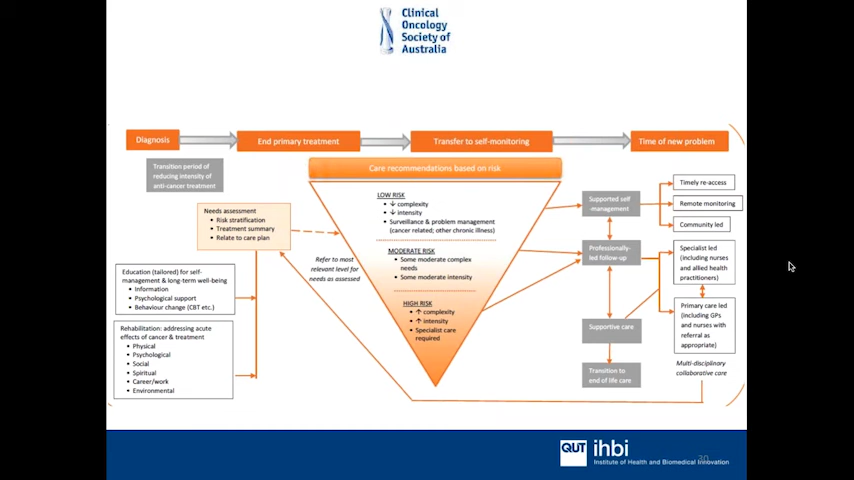 Clinical
Oncology
Society of
Australia
Diagnosis
End primary treatment
Transfer to self-monitoring
Time of new problem
Transition period of
reducing intensity of
anti-cancer treatment
Care recommendations based on risk
Needs assessment
• Risk stratification
• Treatment summary
• Relate to care plan
Education (tailored) for self-
management & long-term well-being
• Information
• Psychological support
• Behaviour change (CBT etc.)
Rehabilitation: addressing acute
effects of cancer & treatment
• Physical
• Psychological
• Social
• Spiritual
• Career/work
• Environmental
Refer to most
relevant level for
needs as assessed
LOW RISK
• ↓ complexity
• ↓ intensity
• Surveillance & problem management
(cancer related; other chronic illness)
MODERATE RISK
• Some moderate complex
needs
• Some moderate intensity
HIGH RISK
• ↑ complexity
• ↑ intensity
• Specialist care
required
Supported self
-management
Professionally-
led follow-up
Supportive care
Transition to
end of life care
Timely re-access
Remote monitoring
Community led
Specialist led
(including nurses
and allied health
practitioners)
Primary care led
(including GPs
and nurses with
referral as
appropriate)
Multi-disciplinary
collaborative care
QUT
ihbi
Institute of Health and Biomedical Innovation
30